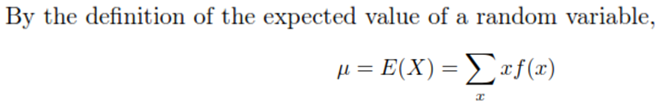 By the definition of the expected value of a random variable,
μ = E(X) = ∑ xf(x)
x